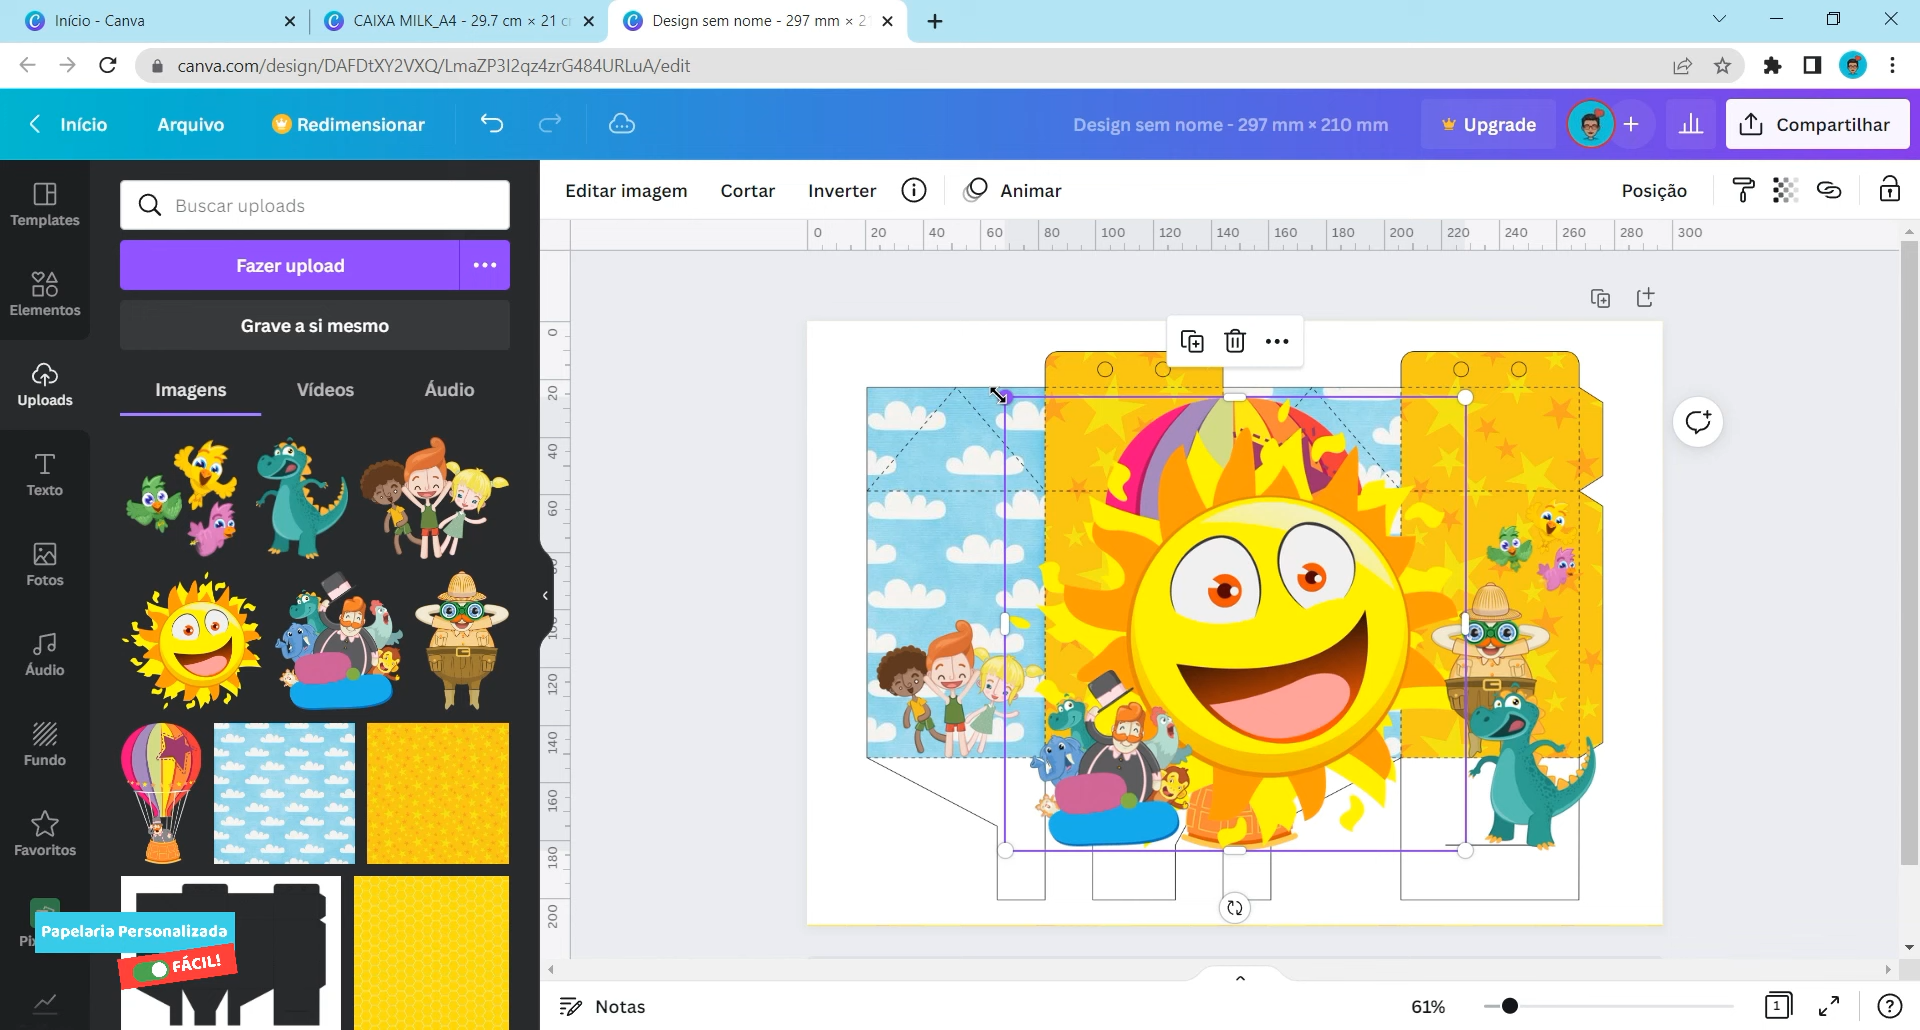 Início - Canva
CAIXA MILK_A4 - 29.7 cm × 21 c
Design sem nome - 297 mm × 2
canva.com/design/DAFDtXY2VXQ/LmaZP3I2qz4zrG484URLuA/edit
Início
Arquivo
Redimensionar
Design sem nome - 297 mm × 210 mm
Upgrade
Compartilhar
Templates
Elementos
Uploads
Texto
Fotos
Áudio
Fundo
Favoritos
Buscar uploads
Fazer upload
Grave a si mesmo
Imagens
Vídeos
Áudio
Papelaria Personalizada
FÁCIL!
Editar imagem
Cortar
Inverter
Animar
Posição
0 20 40 60 80 100 120 140 160 180 200 220 240 260 280 300
0
20
40
60
120
140
160
180
200
Notas
61%
1